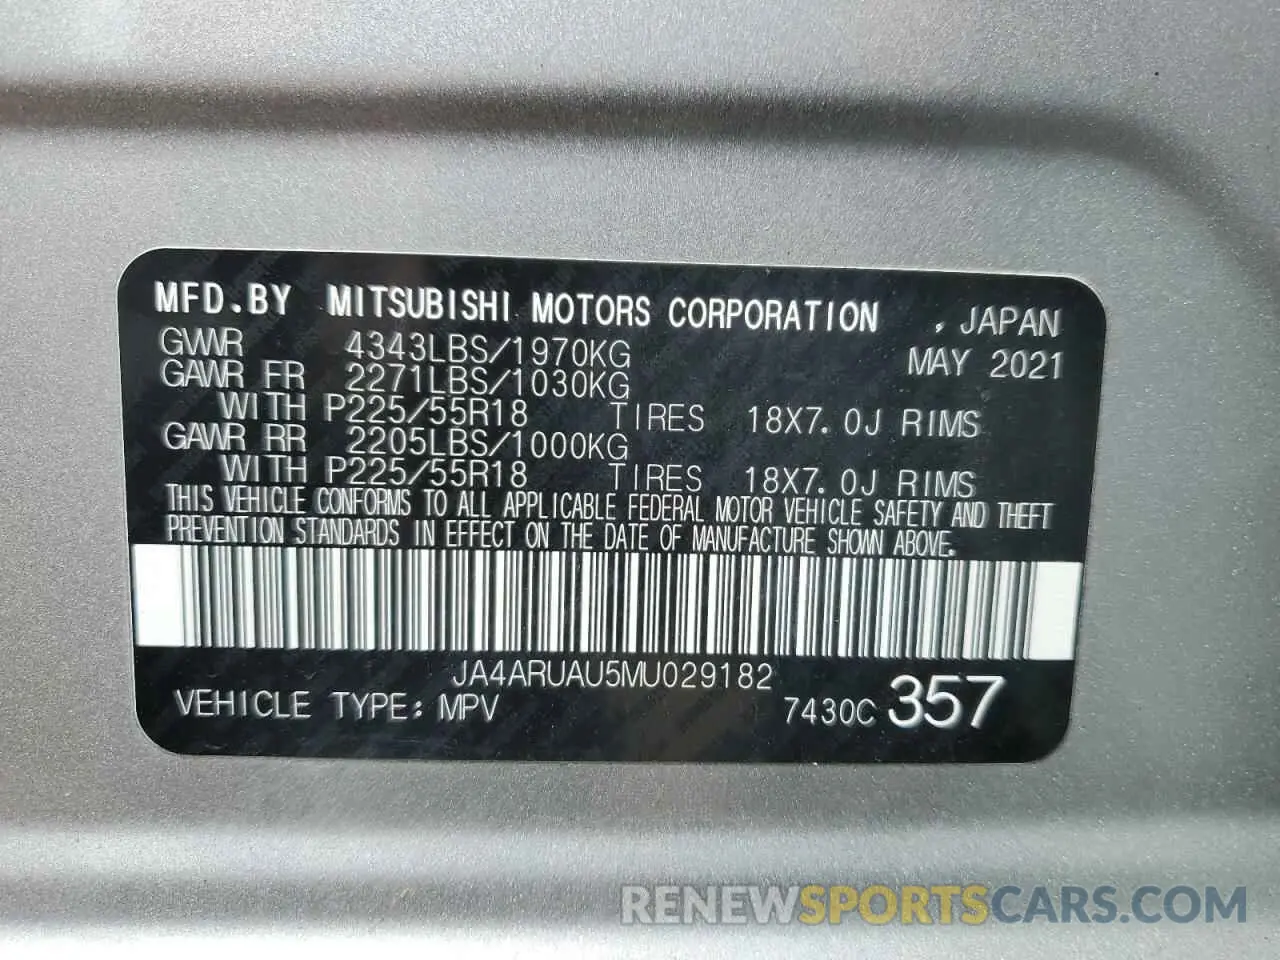 MFD.BY MITSUBISHI MOTORS CORPORATION , JAPAN
GVWR 4343LBS/1970KG MAY 2021
GAWR FR 2271LBS/1030KG
WITH P225/55R18 TIRES 18X7.0J RIMS
GAWR RR 2205LBS/1000KG
WITH P225/55R18 TIRES 18X7.0J RIMS
THIS VEHICLE CONFORMS TO ALL APPLICABLE FEDERAL MOTOR VEHICLE SAFETY AND THEFT
PREVENTION STANDARDS IN EFFECT ON THE DATE OF MANUFACTURE SHOWN ABOVE.
JA4ARUAU5MU029182
VEHICLE TYPE: MPV 7430C 357
RENEWSPORTSCARS.COM